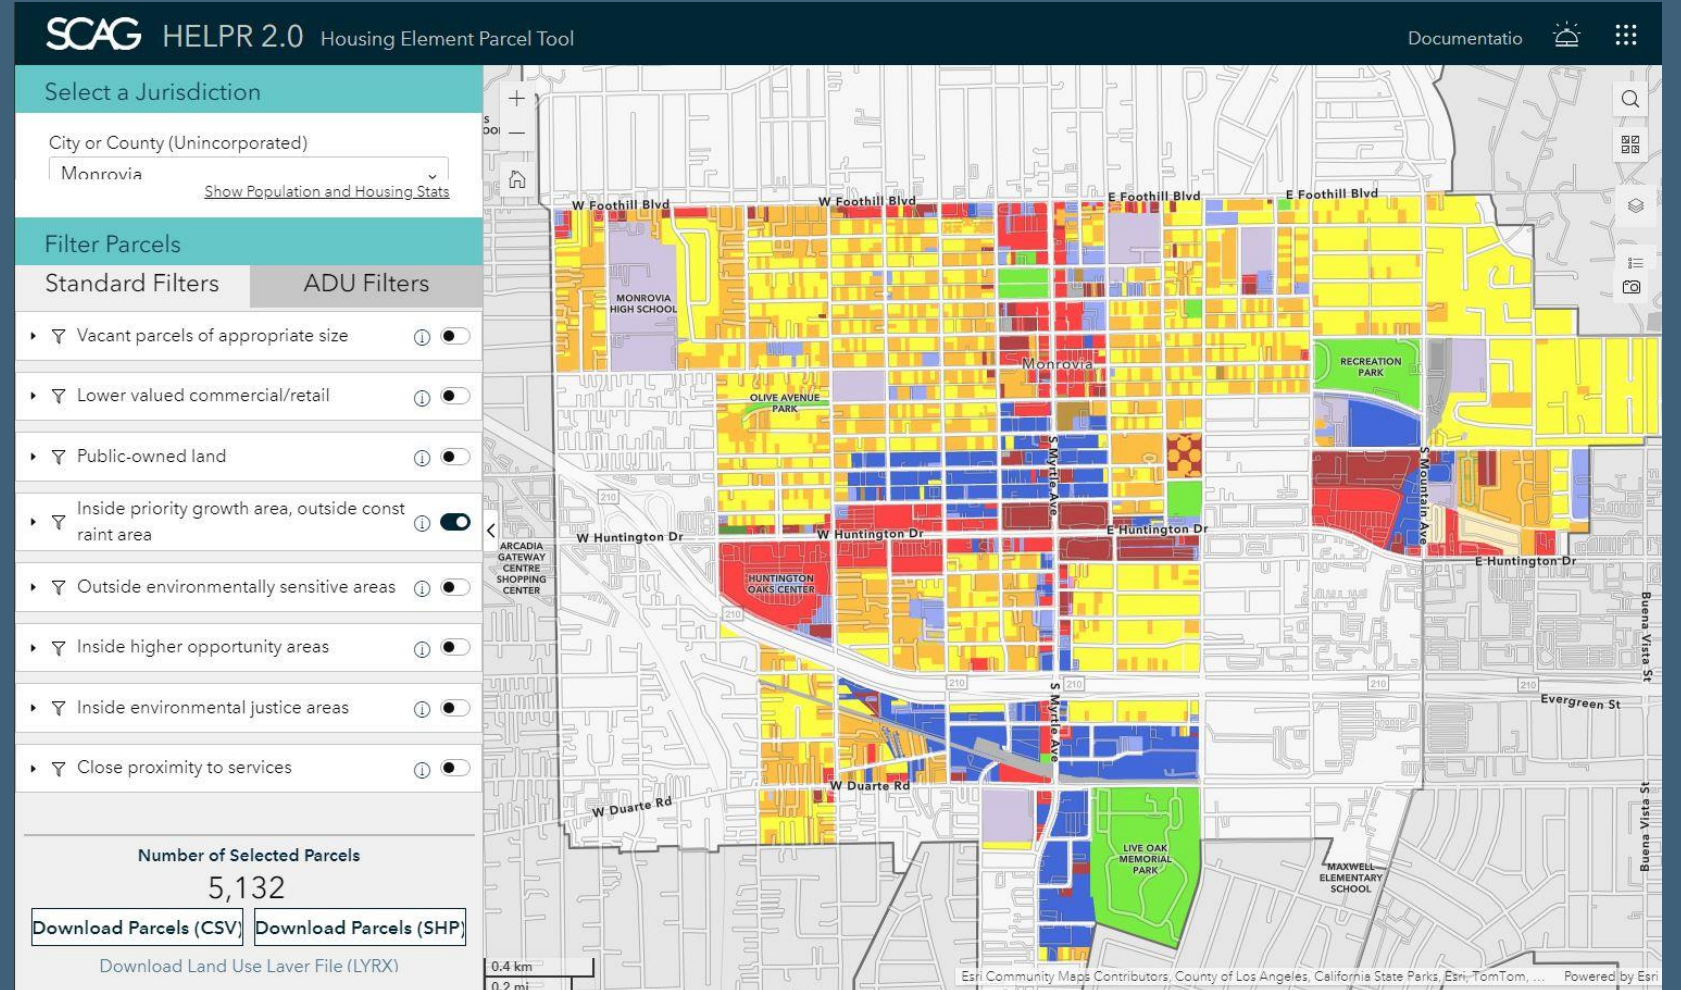 SCAG HELPR 2.0 Housing Element Parcel Tool
Documentatio
Select a Jurisdiction
City or County (Unincorporated)
Monrovia
Show Population and Housing Stats
Filter Parcels
Standard Filters
ADU Filters
Vacant parcels of appropriate size
Lower valued commercial/retail
Public-owned land
Inside priority growth area, outside const
raint area
Outside environmentally sensitive areas
Inside higher opportunity areas
Inside environmental justice areas
Close proximity to services
Number of Selected Parcels
5,132
Download Parcels (CSV)
Download Parcels (SHP)
Download Land Use Layer File (LYRX)
W Foothill Blvd
W Foothill Blvd
E Foothill Blvd
E Foothill Blvd
MONROVIA
HIGH SCHOOL
Monrovia
RECREATION
PARK
OLIVE AVENUE
PARK
S Myrtle Ave
S Mountain Ave
210
W Huntington Dr
W Huntington Dr
E Huntington Dr
E Huntington Dr
ARCADIA
GATEWAY
CENTRE
SHOPPING
CENTER
HUNTINGTON
OAKS CENTER
210
Buena Vista St
210
210
210
210
Evergreen St
S Myrtle Ave
W Duarte Rd
W Duarte Rd
Buena Vista St
LIVE OAK
MEMORIAL
PARK
MAXWELL
ELEMENTARY
SCHOOL
0.4 km
0.2 mi
Esri Community Maps Contributors, County of Los Angeles, California State Parks, Esri, TomTom, ...
Powered by Esri